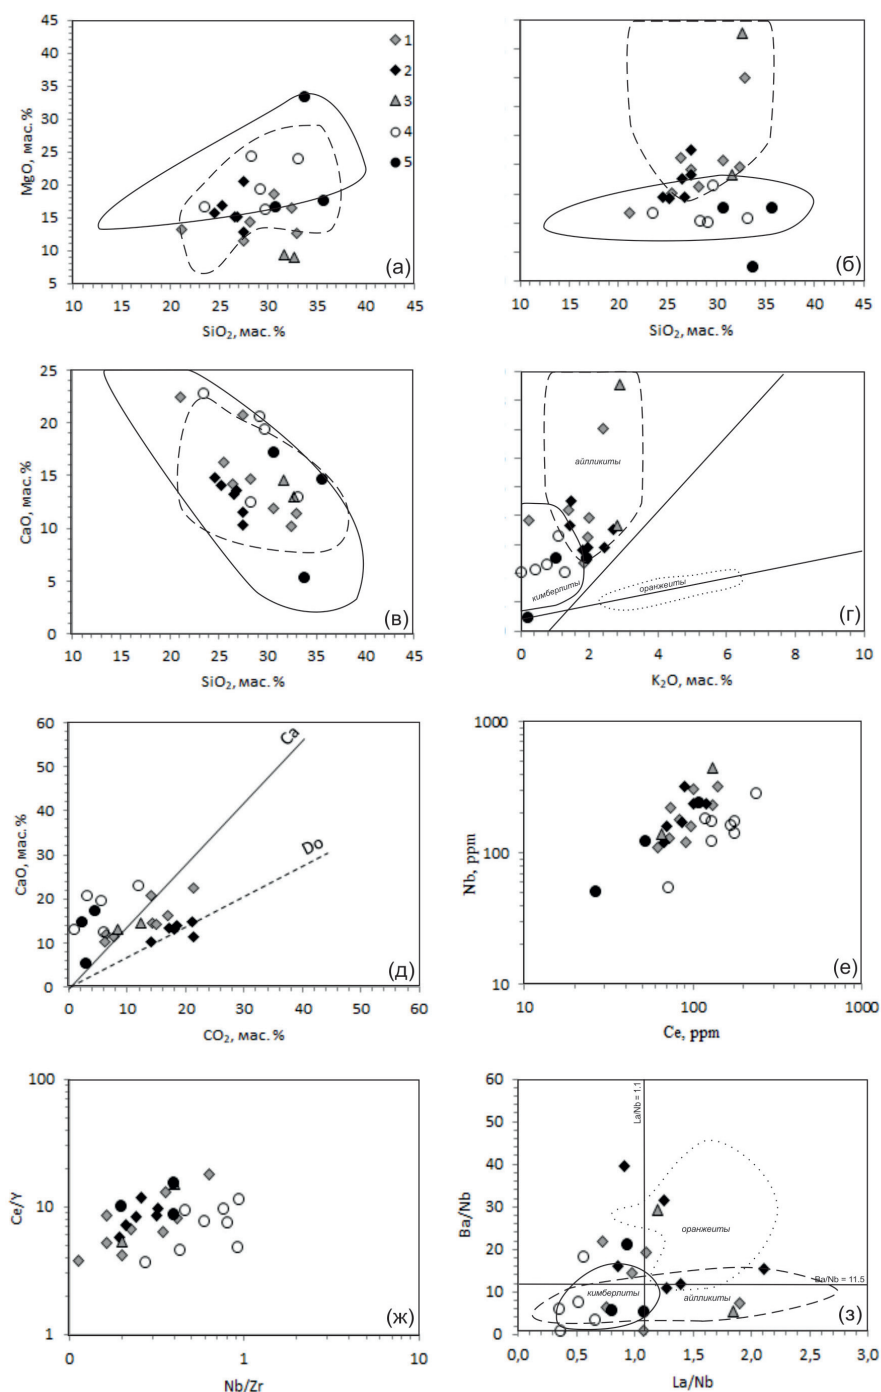 45
40
35
30
25
20
15
10
5
MgO, мас. %
1
2
3
4
5
(а)
10 15 20 25 30 35 40 45
SiO₂, мас. %
(б)
10 15 20 25 30 35 40 45
SiO₂, мас. %
25
20
15
10
5
0
CaO, мас. %
(в)
10 15 20 25 30 35 40 45
SiO₂, мас. %
айлликиты
кимберлиты
оранжеиты
(г)
0 2 4 6 8 10
K₂O, мас. %
60
50
40
30
20
10
0
CaO, мас. %
Ca
Do
(д)
0 10 20 30 40 50 60
CO₂, мас. %
1000
100
10
Nb, ppm
(е)
10 100 1000
Ce, ppm
100
10
1
Ce/Y
(ж)
0 1 10
Nb/Zr
60
50
40
30
20
10
0
Ba/Nb
La/Nb = 1.1
оранжеиты
Ba/Nb = 11.5
кимберлиты
айлликиты
(з)
0,0 0,5 1,0 1,5 2,0 2,5 3,0
La/Nb